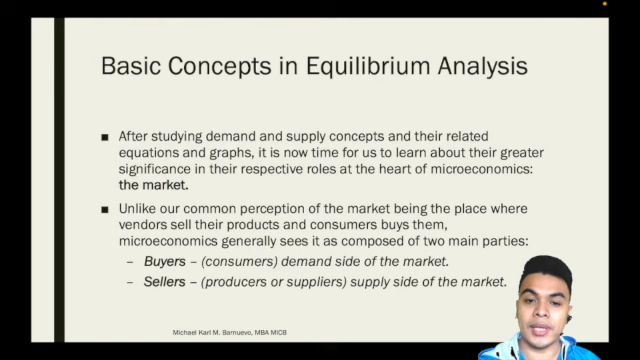 Basic Concepts in Equilibrium Analysis
■ After studying demand and supply concepts and their related
equations and graphs, it is now time for us to learn about their greater
significance in their respective roles at the heart of microeconomics:
the market.
■ Unlike our common perception of the market being the place where
vendors sell their products and consumers buys them,
microeconomics generally sees it as composed of two main parties:
– Buyers – (consumers) demand side of the market.
– Sellers – (producers or suppliers) supply side of the market.
Michael Karl M. Barnuevo, MBA MICB